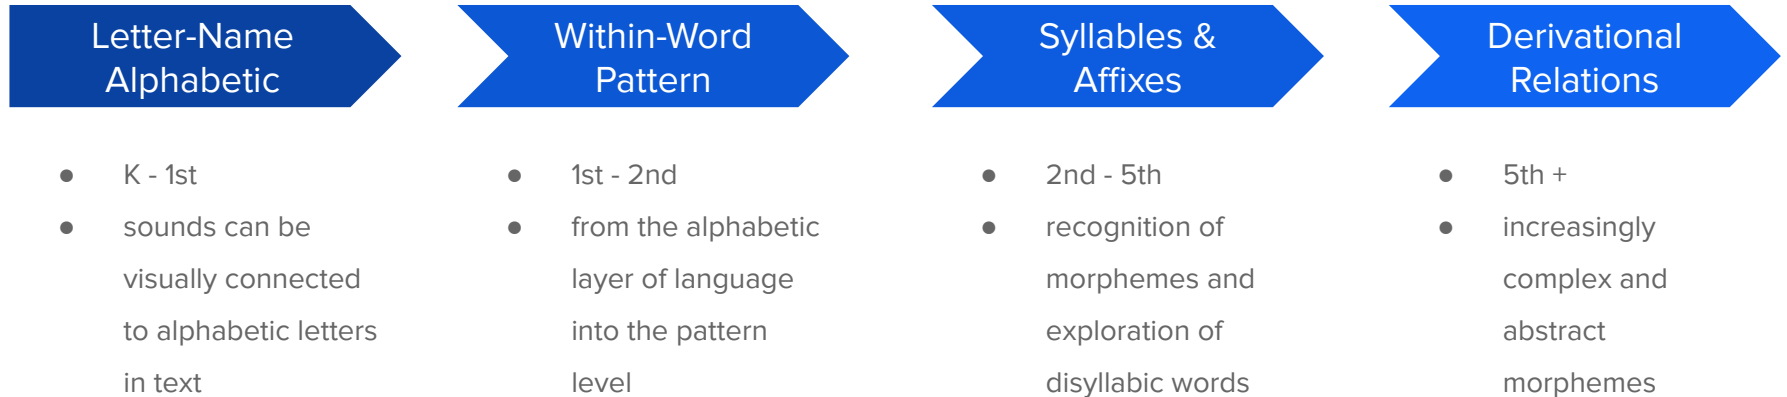 Letter-Name
Alphabetic
● K - 1st
● sounds can be
visually connected
to alphabetic letters
in text
Within-Word
Pattern
● 1st - 2nd
● from the alphabetic
layer of language
into the pattern
level
Syllables &
Affixes
● 2nd - 5th
● recognition of
morphemes and
exploration of
disyllabic words
Derivational
Relations
● 5th +
● increasingly
complex and
abstract
morphemes